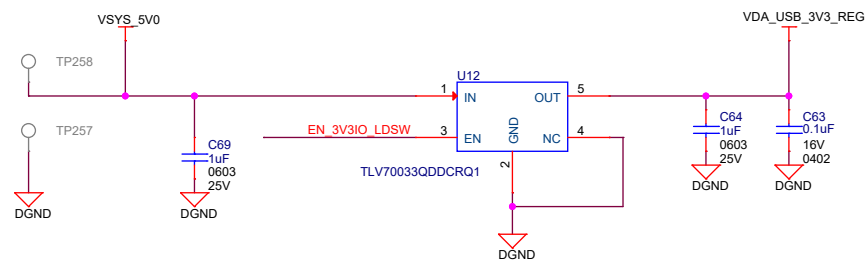 VSYS_5V0
VDA_USB_3V3_REG
TP258
U12
1
IN
OUT
5
TP257
EN_3V3IO_LDSW
3
EN
GND
NC
4
2
TLV70033QDDCRQ1
C69
1uF
0603
25V
C64
1uF
0603
25V
C63
0.1uF
16V
0402
DGND
DGND
DGND
DGND
DGND